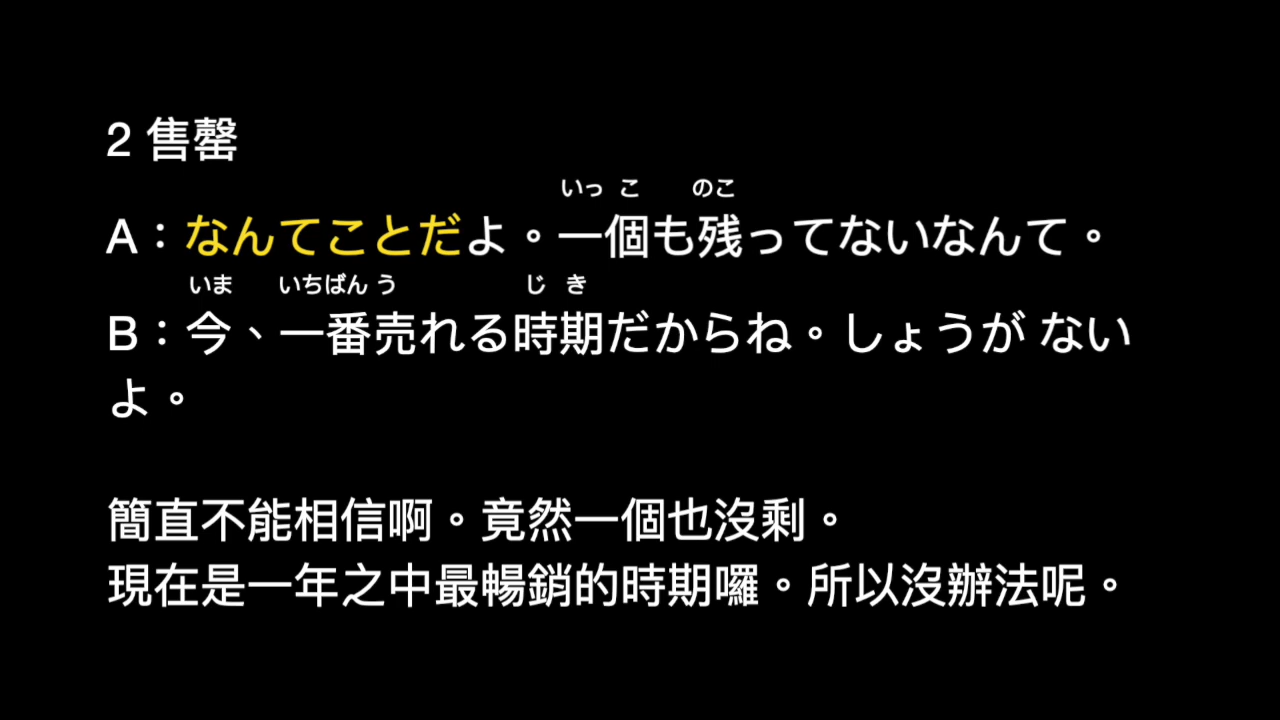 2 售罄
いっ こ のこ
A：なんてことだよ。一個も残ってないなんて。
いま いちばん う じ き
B：今、一番売れる時期だからね。しょうが ない
よ。
簡直不能相信啊。竟然一個也沒剩。
現在是一年之中最暢銷的時期囉。所以沒辦法呢。